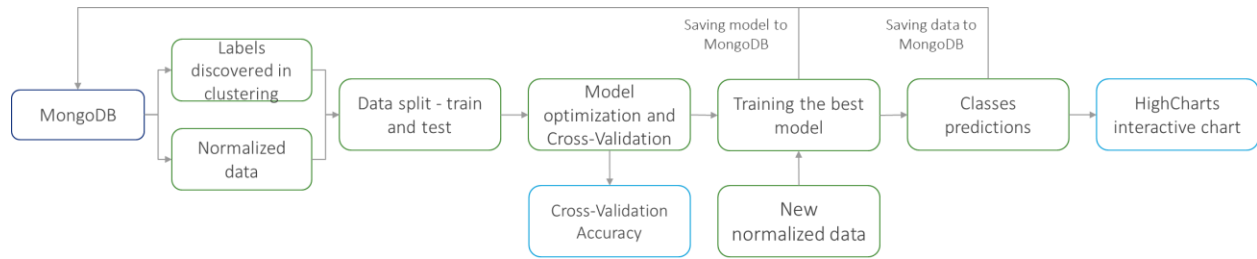 Saving model to
MongoDB
Saving data to
MongoDB
Labels
discovered in
clustering
MongoDB
Normalized
data
Data split - train
and test
Model
optimization and
Cross-Validation
Training the best
model
Classes
predictions
HighCharts
interactive chart
Cross-Validation
Accuracy
New
normalized data